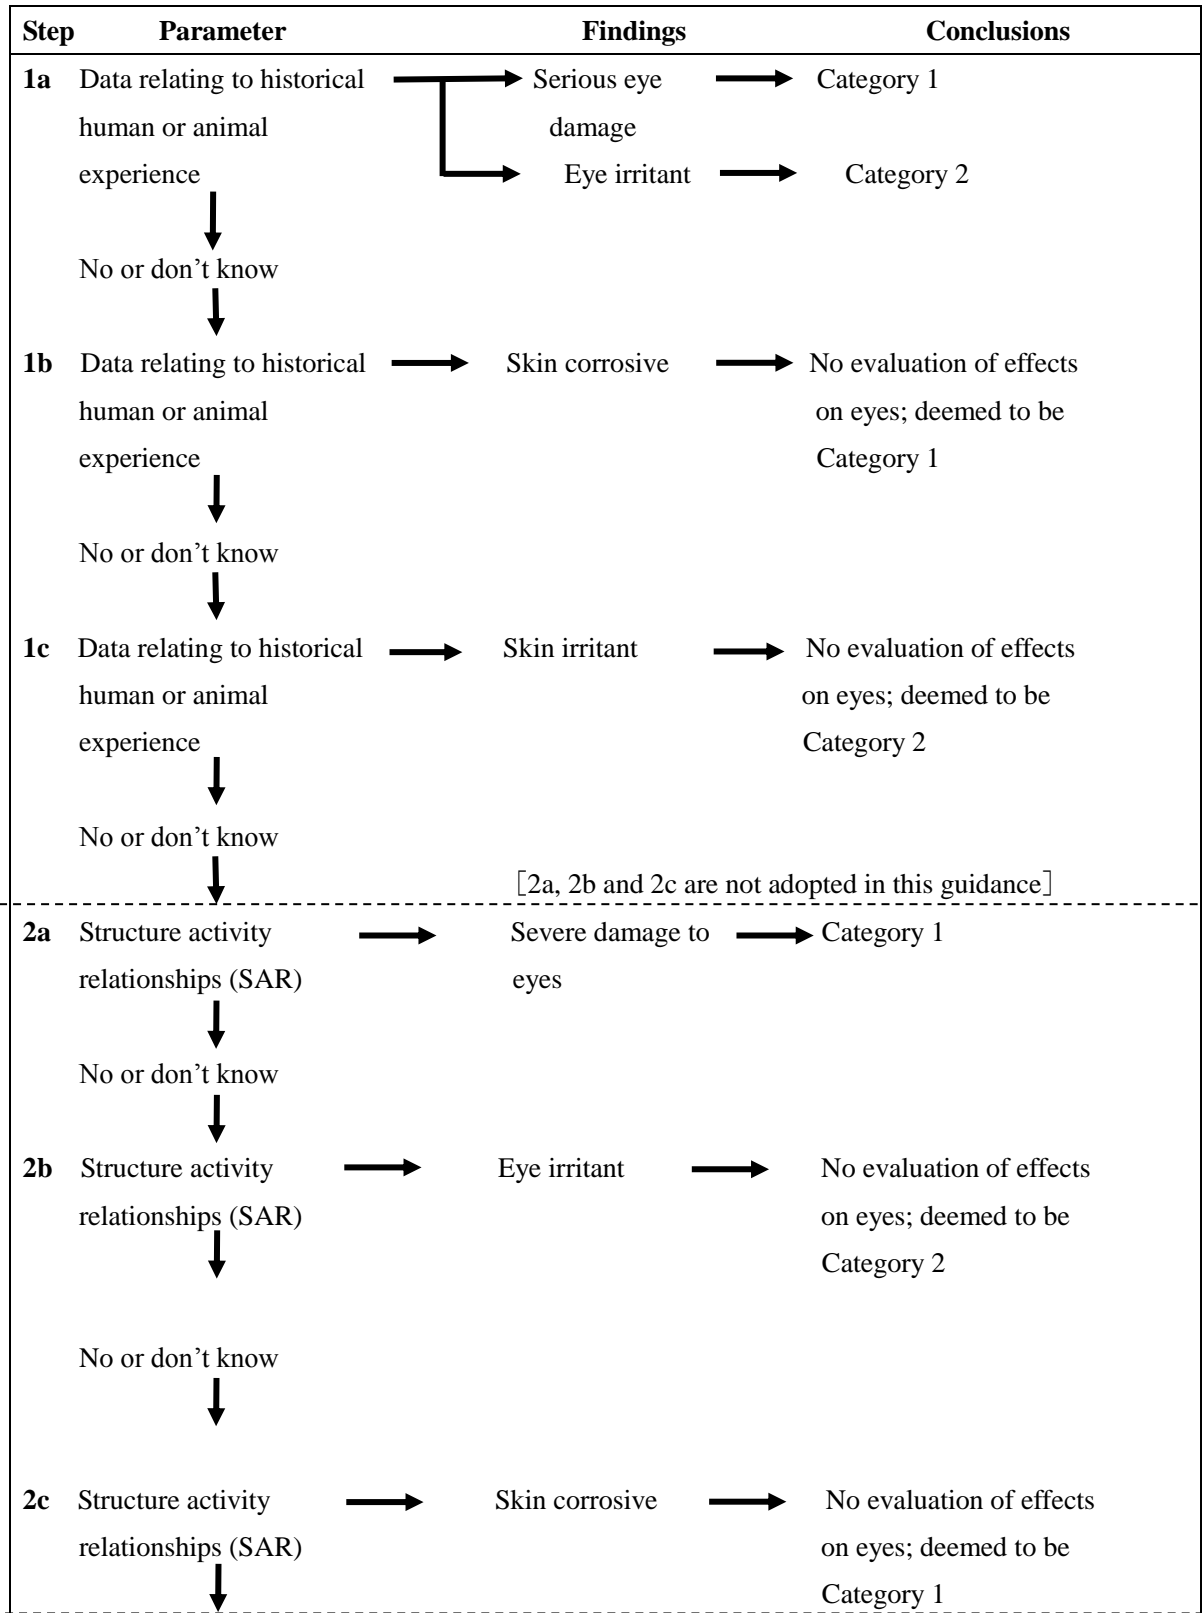 Step Parameter Findings Conclusions
1a Data relating to historical Serious eye Category 1
human or animal damage
experience Eye irritant Category 2
No or don’t know
1b Data relating to historical Skin corrosive No evaluation of effects
human or animal on eyes; deemed to be
experience Category 1
No or don’t know
1c Data relating to historical Skin irritant No evaluation of effects
human or animal on eyes; deemed to be
experience Category 2
No or don’t know
［2a, 2b and 2c are not adopted in this guidance］
2a Structure activity Severe damage to Category 1
relationships (SAR) eyes
No or don’t know
2b Structure activity Eye irritant No evaluation of effects
relationships (SAR) on eyes; deemed to be
Category 2
No or don’t know
2c Structure activity Skin corrosive No evaluation of effects
relationships (SAR) on eyes; deemed to be
Category 1